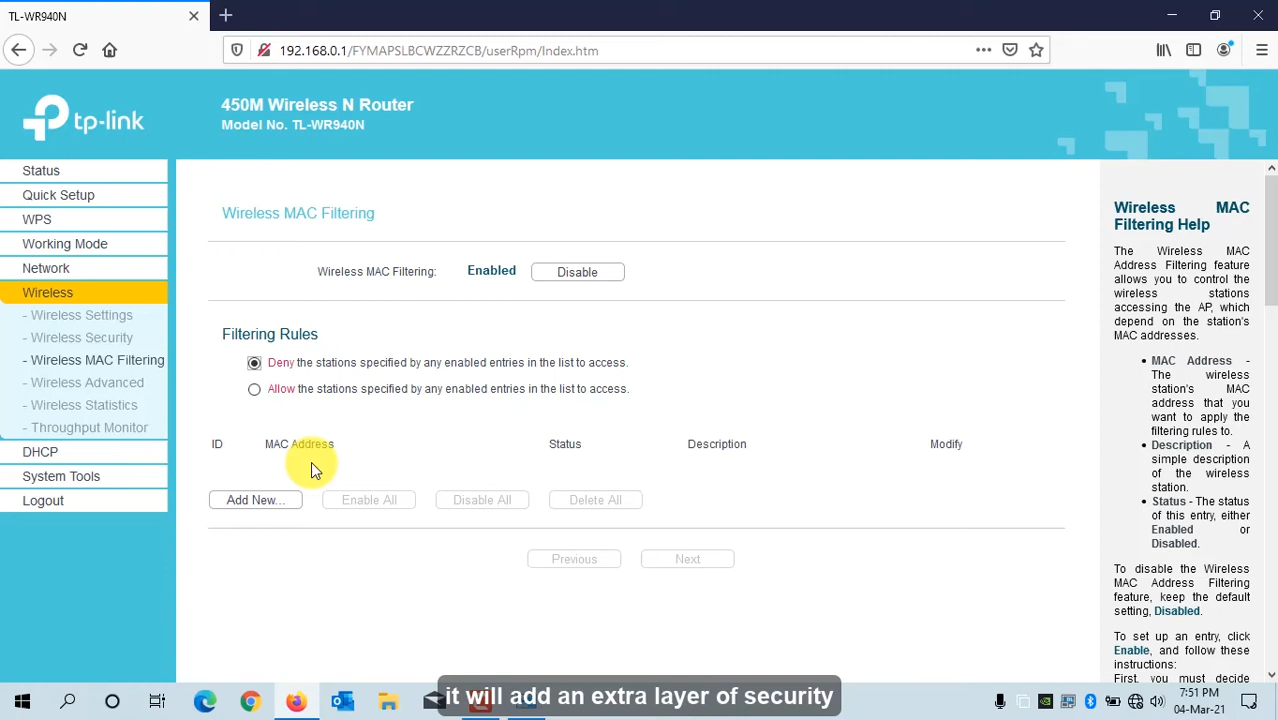 TL-WR940N
192.168.0.1/FYMAPSLBCWZZRZCB/userRpm/Index.htm
tp-link
450M Wireless N Router
Model No. TL-WR940N
Status
Quick Setup
WPS
Working Mode
Network
Wireless
- Wireless Settings
- Wireless Security
- Wireless MAC Filtering
- Wireless Advanced
- Wireless Statistics
- Throughput Monitor
DHCP
System Tools
Logout
Wireless MAC Filtering
Wireless MAC Filtering: Enabled Disable
Filtering Rules
Deny the stations specified by any enabled entries in the list to access.
Allow the stations specified by any enabled entries in the list to access.
ID MAC Address Status Description Modify
Add New... Enable All Disable All Delete All
Previous Next
Wireless MAC
Filtering Help
The Wireless MAC
Address Filtering feature
allows you to control the
wireless stations
accessing the AP, which
depend on the station's
MAC addresses.
• MAC Address -
The wireless
station's MAC
address that you
want to apply the
filtering rules to.
• Description - A
simple description
of the wireless
station.
• Status - The status
of this entry, either
Enabled or
Disabled.
To disable the Wireless
MAC Address Filtering
feature, keep the default
setting, Disabled.
To set up an entry, click
Enable, and follow these
instructions:
First, you must decide
it will add an extra layer of security
7:51 PM
04-Mar-21